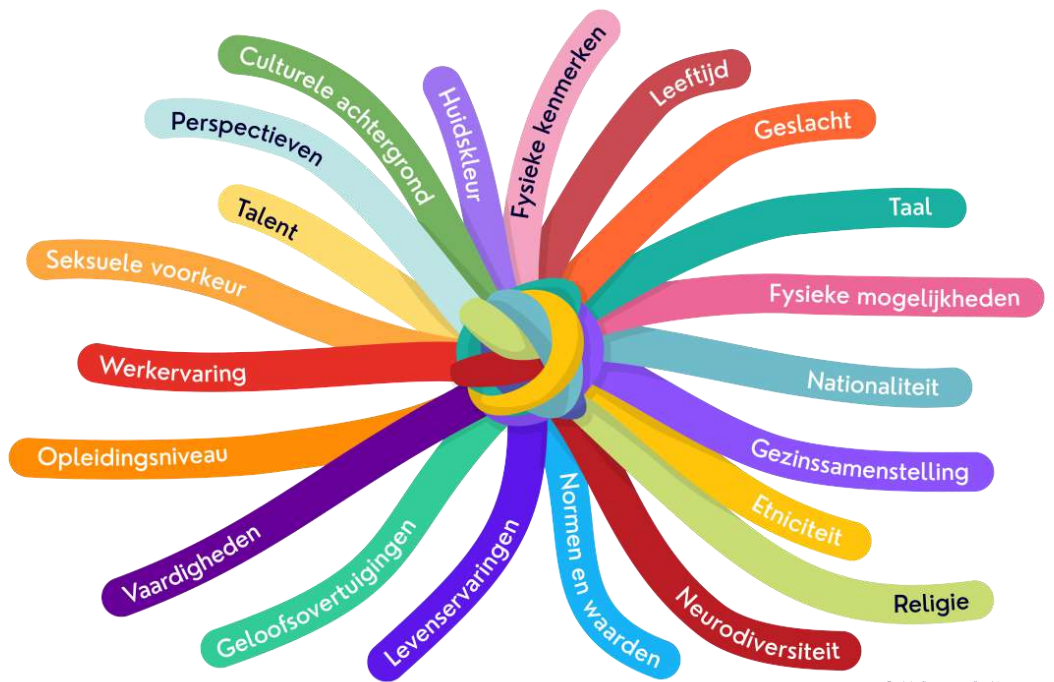 Culturele achtergrond
Huidskleur
Fysieke kenmerken
Leeftijd
Geslacht
Taal
Fysieke mogelijkheden
Nationaliteit
Gezinssamenstelling
Etniciteit
Religie
Neurodiversiteit
Normen en waarden
Levenservaringen
Geloofsovertuigingen
Vaardigheden
Opleidingsniveau
Werkervaring
Seksuele voorkeur
Talent
Perspectieven